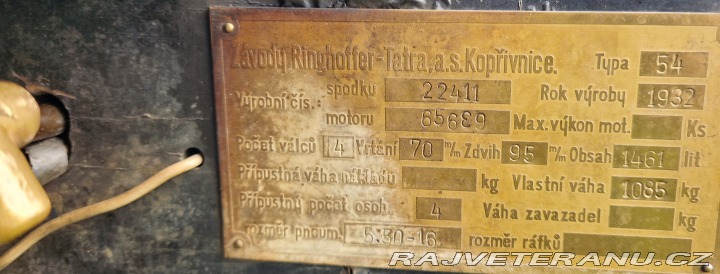 Závody Ringhoffer-Tatra, a.s. Kopřivnice. Typa 54
Výrobní čís.: spodku 22411 Rok výroby 1932
motoru 65689 Max. výkon mot. Ks
Počet válců 4 Vrtání 70 m/m Zdvih 95 m/m Obsah 1461 lit
Přípustná váha nákladu kg Vlastní váha 1085 kg
Přípustný počet osob 4 Váha zavazadel kg
rozměr pneum. 5:50-16 rozměr ráfků
RAJVETERANU.CZ